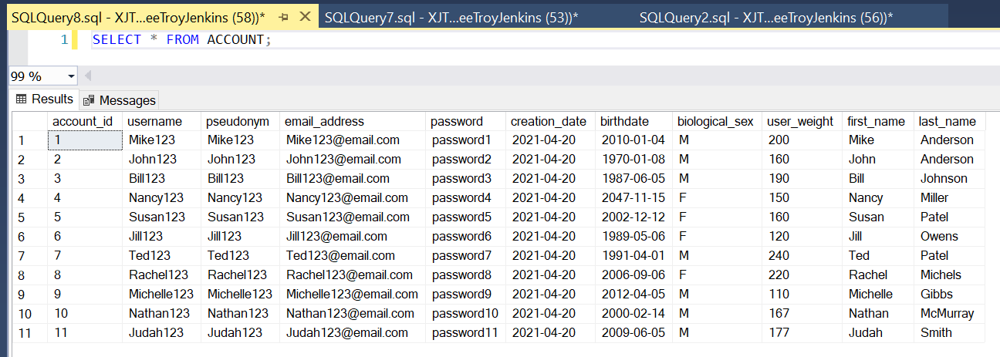 SQLQuery8.sql - XJT...eeTroyJenkins (58))* SQLQuery7.sql - XJT...eeTroyJenkins (53))* SQLQuery2.sql - XJT...eeTroyJenkins (56))*
1 SELECT * FROM ACCOUNT;
99 %
Results Messages
account_id username pseudonym email_address password creation_date birthdate biological_sex user_weight first_name last_name
1 1 Mike123 Mike123 Mike123@email.com password1 2021-04-20 2010-01-04 M 200 Mike Anderson
2 2 John123 John123 John123@email.com password2 2021-04-20 1970-01-08 M 160 John Anderson
3 3 Bill123 Bill123 Bill123@email.com password3 2021-04-20 1987-06-05 M 190 Bill Johnson
4 4 Nancy123 Nancy123 Nancy123@email.com password4 2021-04-20 2047-11-15 F 150 Nancy Miller
5 5 Susan123 Susan123 Susan123@email.com password5 2021-04-20 2002-12-12 F 160 Susan Patel
6 6 Jill123 Jill123 Jill123@email.com password6 2021-04-20 1989-05-06 F 120 Jill Owens
7 7 Ted123 Ted123 Ted123@email.com password7 2021-04-20 1991-04-01 M 240 Ted Patel
8 8 Rachel123 Rachel123 Rachel123@email.com password8 2021-04-20 2006-09-06 F 220 Rachel Michels
9 9 Michelle123 Michelle123 Michelle123@email.com password9 2021-04-20 2012-04-05 M 110 Michelle Gibbs
10 10 Nathan123 Nathan123 Nathan123@email.com password10 2021-04-20 2000-02-14 M 167 Nathan McMurray
11 11 Judah123 Judah123 Judah123@email.com password11 2021-04-20 2009-06-05 M 177 Judah Smith